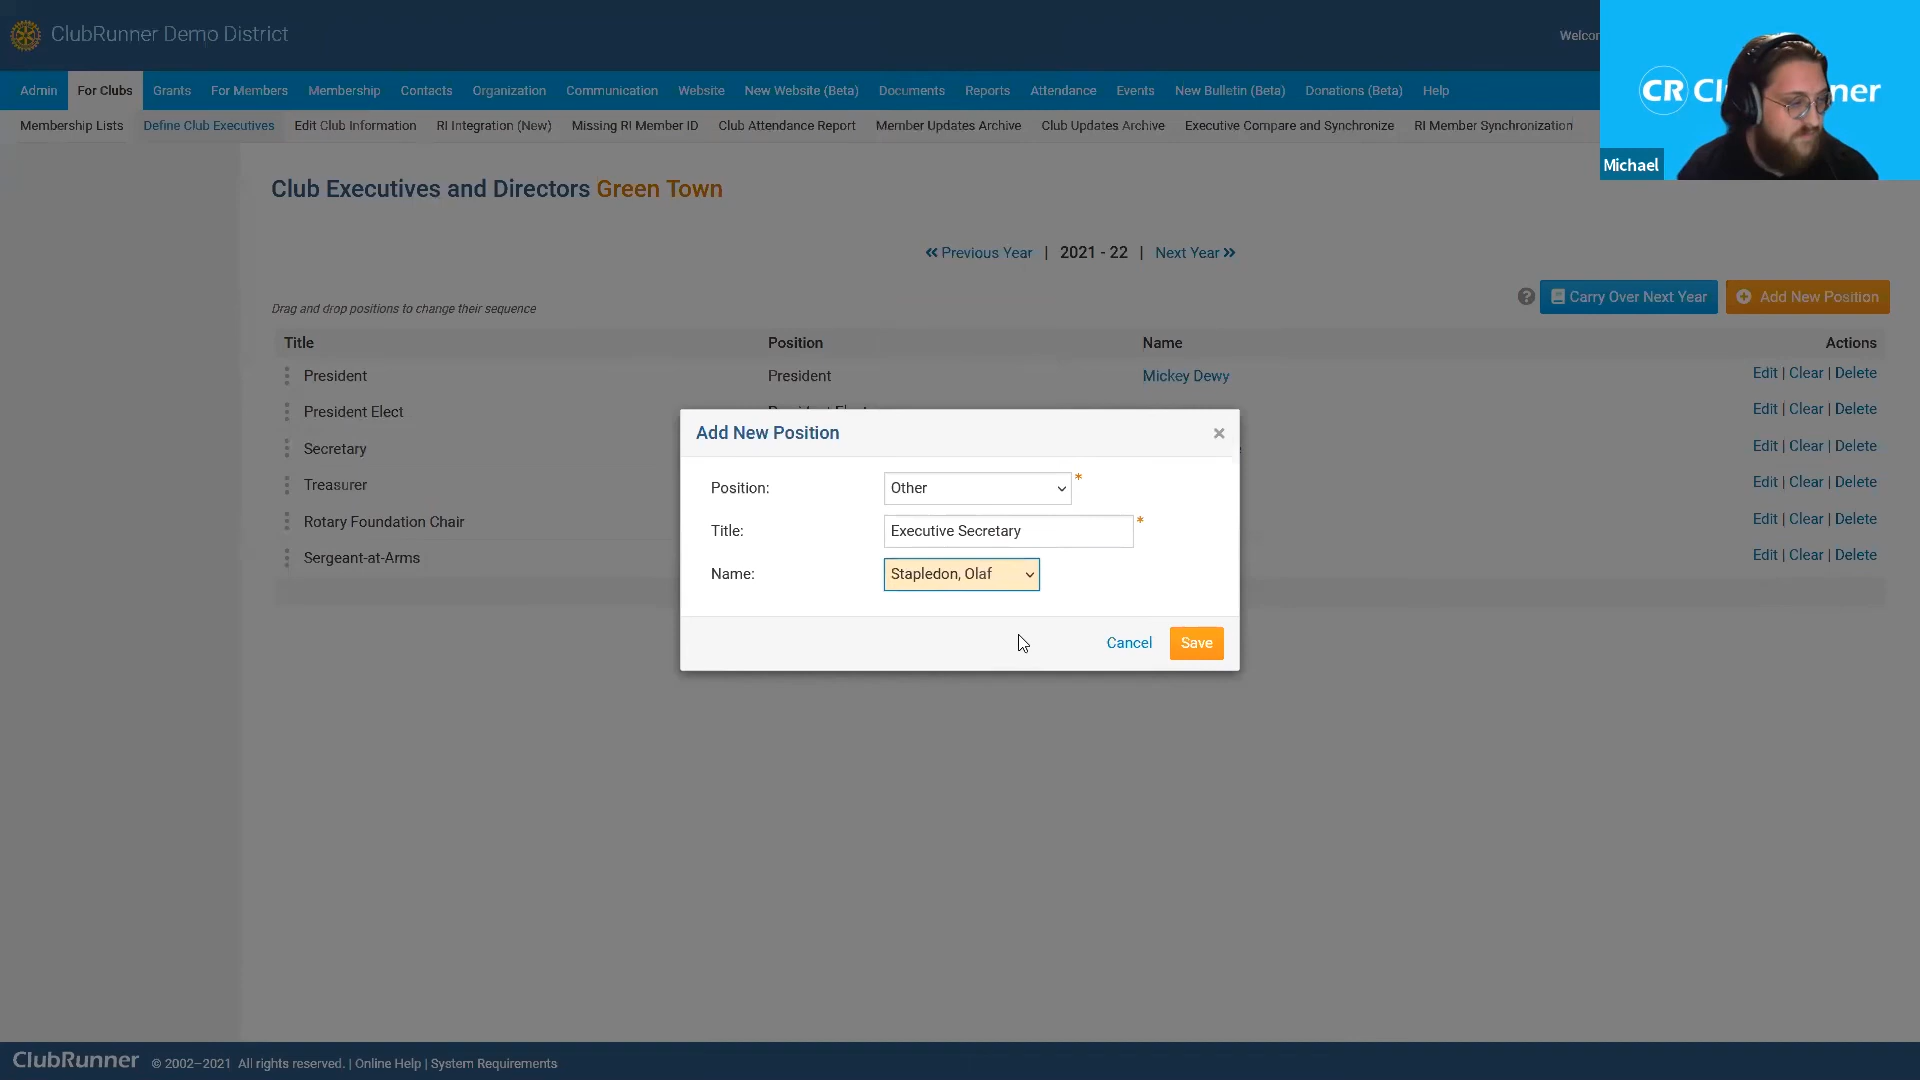 ClubRunner Demo District
Welcom
CR Cl ner
Michael
Admin For Clubs Grants For Members Membership Contacts Organization Communication Website New Website (Beta) Documents Reports Attendance Events New Bulletin (Beta) Donations (Beta) Help
Membership Lists Define Club Executives Edit Club Information RI Integration (New) Missing RI Member ID Club Attendance Report Member Updates Archive Club Updates Archive Executive Compare and Synchronize RI Member Synchronization
Club Executives and Directors Green Town
« Previous Year | 2021 - 22 | Next Year »
Drag and drop positions to change their sequence
? Carry Over Next Year + Add New Position
Title Position Name Actions
President President Mickey Dewy Edit | Clear | Delete
President Elect President Elect Edit | Clear | Delete
Secretary Edit | Clear | Delete
Treasurer Edit | Clear | Delete
Rotary Foundation Chair Edit | Clear | Delete
Sergeant-at-Arms Edit | Clear | Delete
Add New Position ×
Position: Other *
Title: Executive Secretary *
Name: Stapledon, Olaf
Cancel Save
ClubRunner © 2002–2021 All rights reserved. | Online Help | System Requirements